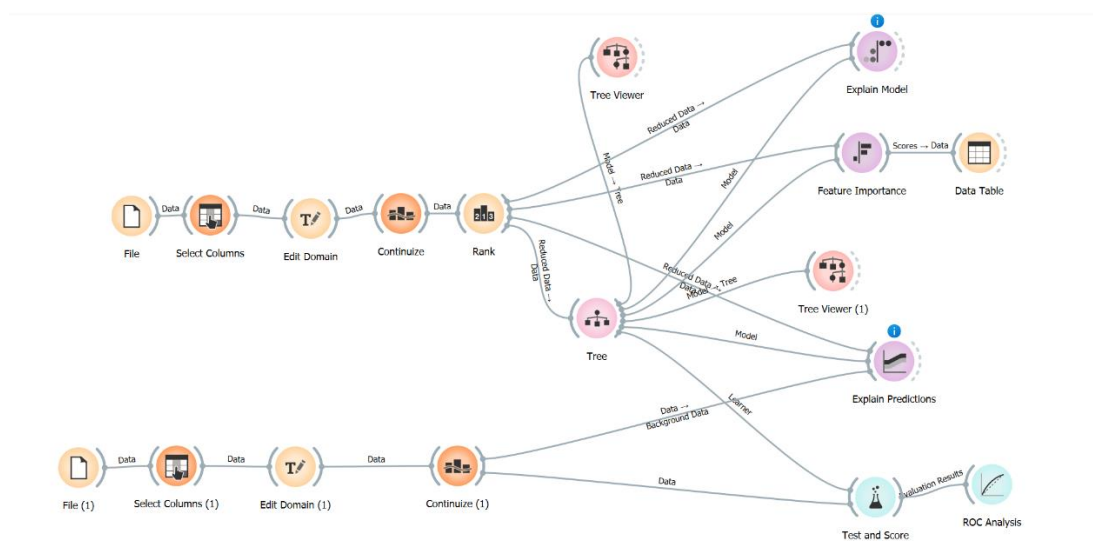 Tree Viewer
Explain Model
Reduced Data →
Data
Model → Tree
Reduced Data →
Data
Model
Scores → Data
Feature Importance
Data Table
Data
Data
Data
Data
File
Select Columns
Edit Domain
Continuize
Rank
Model
Reduced Data →
Data
Reduced Data →
Data
Model → Tree
Tree Viewer (1)
Tree
Model
Explain Predictions
Learner
Data →
Background Data
Data
Data
Data
Data
File (1)
Select Columns (1)
Edit Domain (1)
Continuize (1)
Evaluation Results
Test and Score
ROC Analysis
T
213
T
i
i